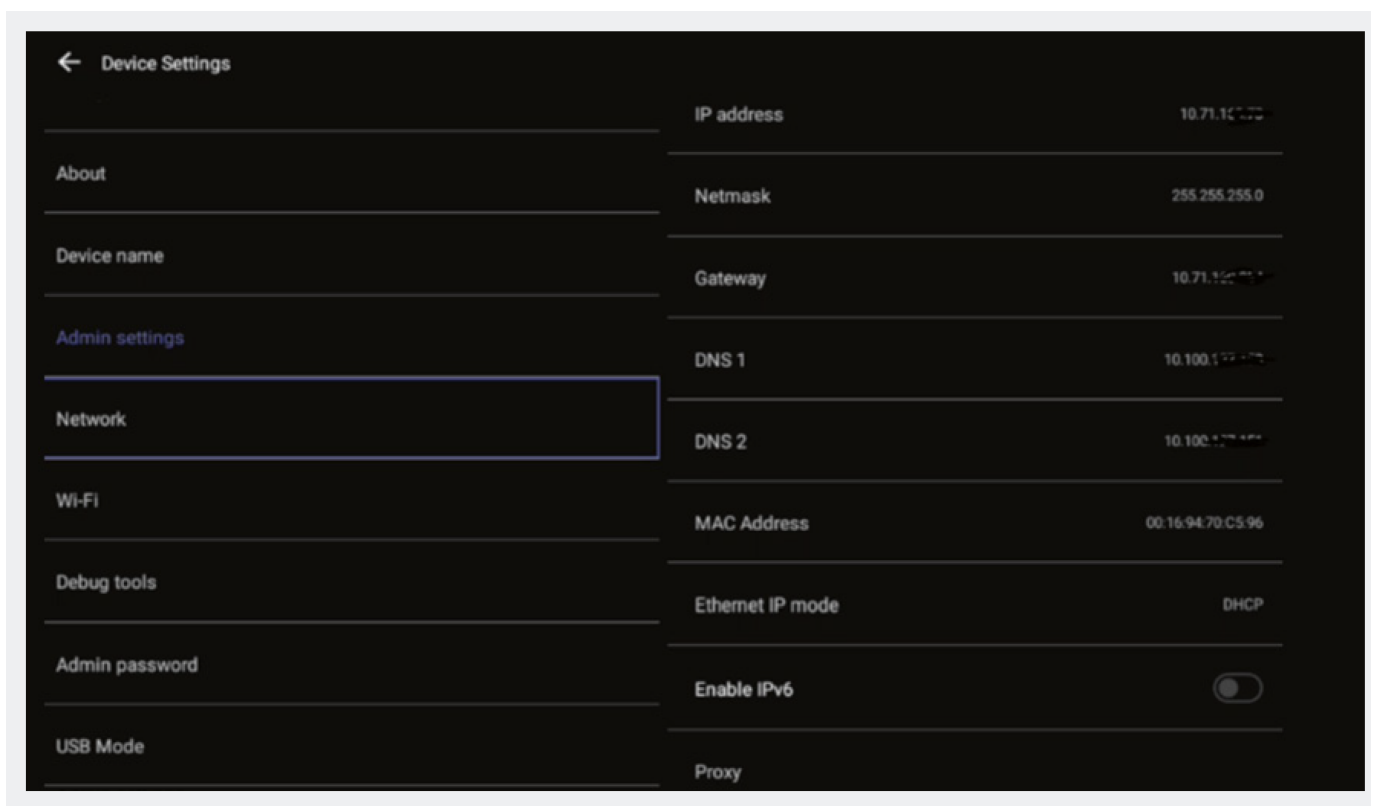 Device Settings
About
Device name
Admin settings
Network
Wi-Fi
Debug tools
Admin password
USB Mode
IP address
Netmask 255.255.255.0
Gateway
DNS 1
DNS 2
MAC Address 00:16:94:70:C5:96
Ethernet IP mode DHCP
Enable IPv6
Proxy